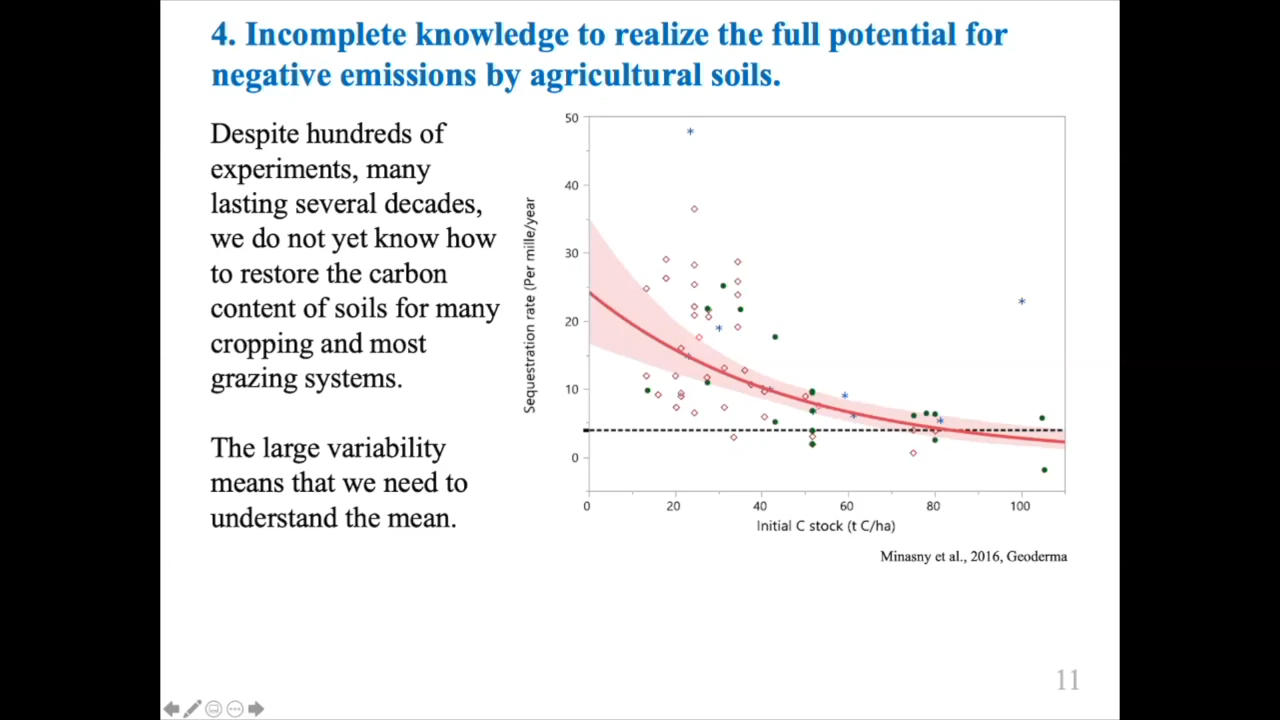 4. Incomplete knowledge to realize the full potential for
negative emissions by agricultural soils.
Despite hundreds of
experiments, many
lasting several decades,
we do not yet know how
to restore the carbon
content of soils for many
cropping and most
grazing systems.
The large variability
means that we need to
understand the mean.
Sequestration rate (Per mille/year
50
40
30
20
10
0
0 20 40 60 80 100
Initial C stock (t C/ha)
Minasny et al., 2016, Geoderma
11